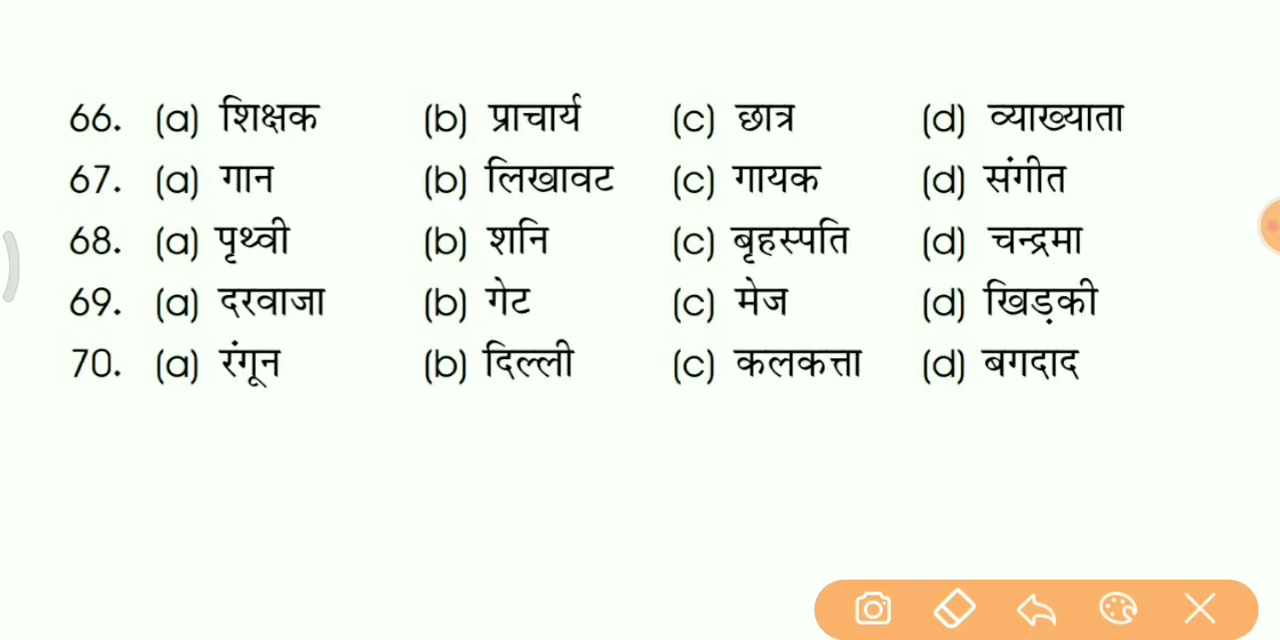 66. (a) शिक्षक (b) प्राचार्य (c) छात्र (d) व्याख्याता
67. (a) गान (b) लिखावट (c) गायक (d) संगीत
68. (a) पृथ्वी (b) शनि (c) बृहस्पति (d) चन्द्रमा
69. (a) दरवाजा (b) गेट (c) मेज (d) खिड़की
70. (a) रंगून (b) दिल्ली (c) कलकत्ता (d) बगदाद